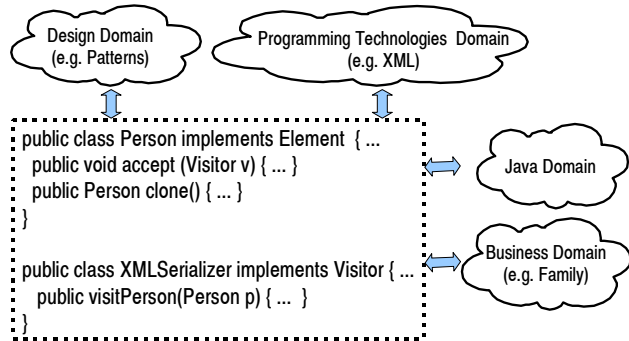 Design Domain
(e.g. Patterns)
Programming Technologies Domain
(e.g. XML)
public class Person implements Element { ...
public void accept (Visitor v) { ... }
public Person clone() { ... }
}
public class XMLSerializer implements Visitor { ...
public visitPerson(Person p) { ... }
}
Java Domain
Business Domain
(e.g. Family)